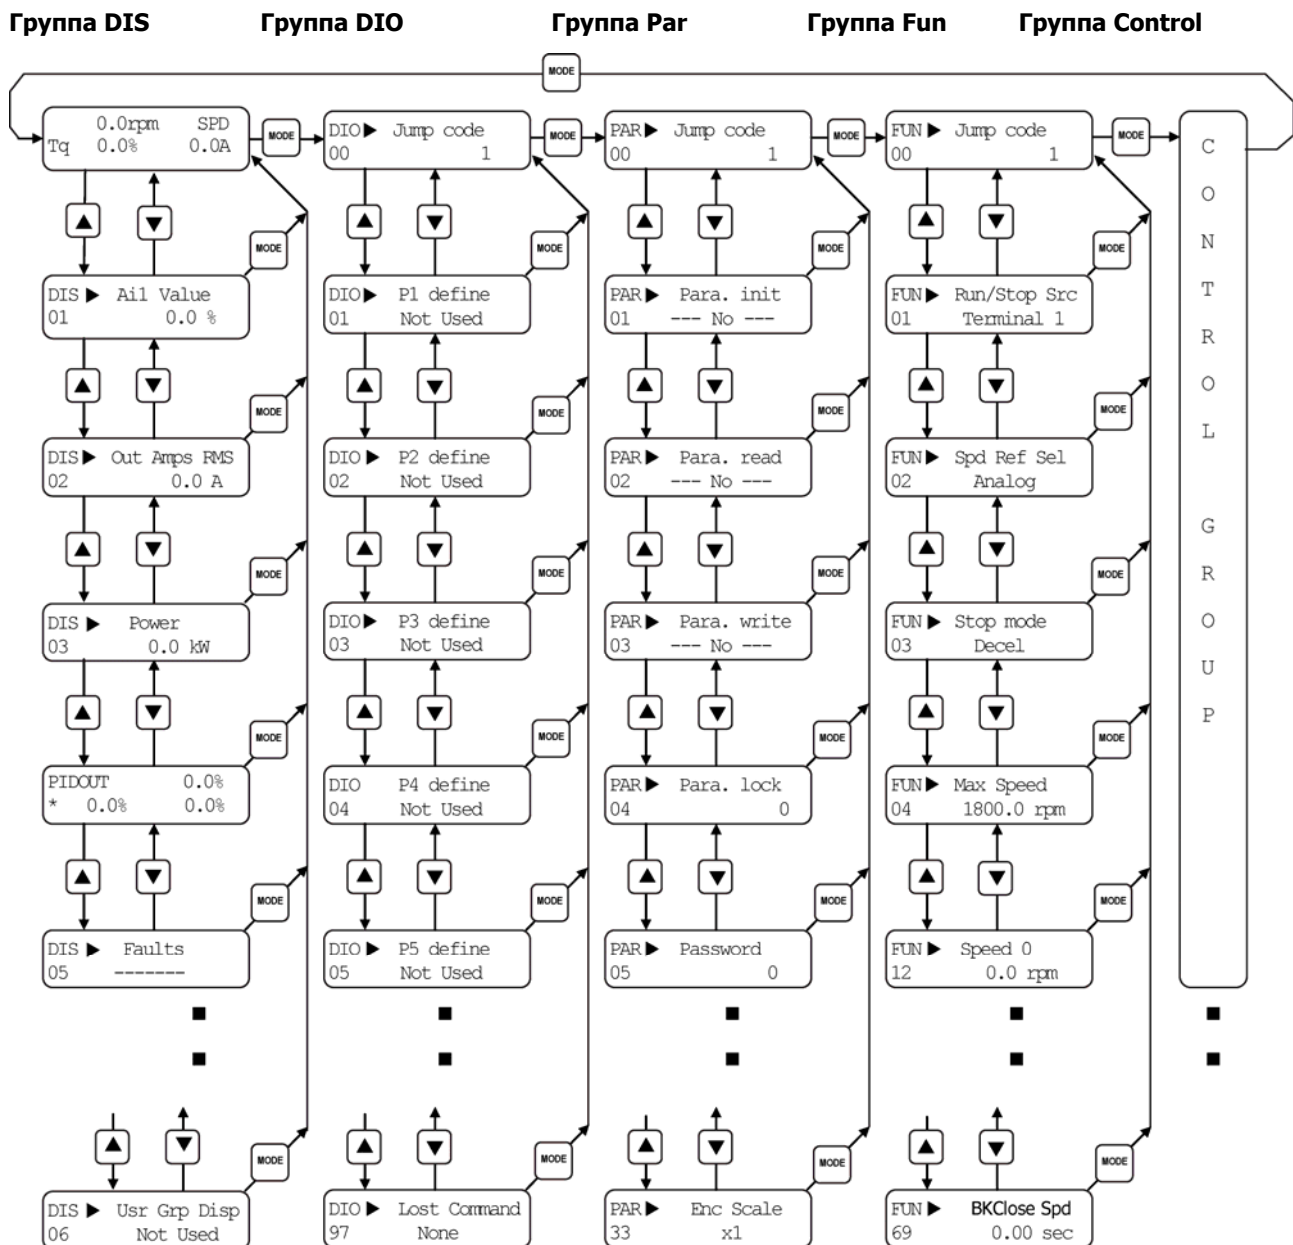 Группа DIS Группа DIO Группа Par Группа Fun Группа Control
MODE
0.0rpm SPD
Tq 0.0% 0.0A
MODE
DIO► Jump code
00 1
MODE
PAR► Jump code
00 1
MODE
FUN► Jump code
00 1
MODE
CONTROL GROUP
▲ ▼ ▲ ▼ ▲ ▼ ▲ ▼
MODE MODE MODE MODE
DIS► Ai1 Value
01 0.0 %
DIO► P1 define
01 Not Used
PAR► Para. init
01 --- No ---
FUN► Run/Stop Src
01 Terminal 1
▲ ▼ ▲ ▼ ▲ ▼ ▲ ▼
MODE MODE MODE MODE
DIS► Out Amps RMS
02 0.0 A
DIO► P2 define
02 Not Used
PAR► Para. read
02 --- No ---
FUN► Spd Ref Sel
02 Analog
▲ ▼ ▲ ▼ ▲ ▼ ▲ ▼
MODE MODE MODE MODE
DIS► Power
03 0.0 kW
DIO► P3 define
03 Not Used
PAR► Para. write
03 --- No ---
FUN► Stop mode
03 Decel
▲ ▼ ▲ ▼ ▲ ▼ ▲ ▼
MODE MODE MODE MODE
PIDOUT 0.0%
* 0.0% 0.0%
DIO P4 define
04 Not Used
PAR► Para. lock
04 0
FUN► Max Speed
04 1800.0 rpm
▲ ▼ ▲ ▼ ▲ ▼ ▲ ▼
MODE MODE MODE MODE
DIS► Faults
05 -------
DIO► P5 define
05 Not Used
PAR► Password
05 0
FUN► Speed 0
12 0.0 rpm
▲ ▼ ▲ ▼ ▲ ▼ ▲ ▼
MODE MODE MODE MODE
DIS► Usr Grp Disp
06 Not Used
DIO► Lost Command
97 None
PAR► Enc Scale
33 x1
FUN► BKClose Spd
69 0.00 sec